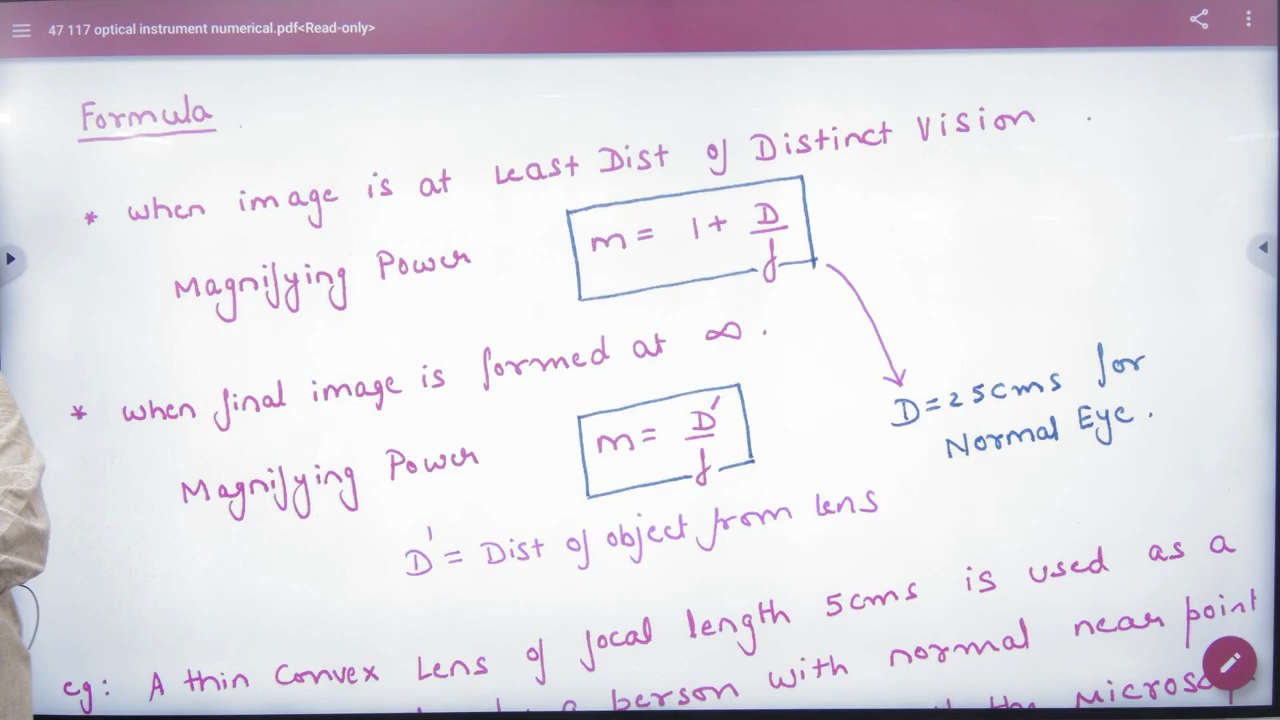 47 117 optical instrument numerical.pdf<Read-only>
Formula
* When image is at Least Dist of Distinct Vision
Magnifying Power m = 1 + D/f
* When final image is formed at ∞.
D = 25cms for
Normal Eye.
Magnifying Power m = D'/f
D' = Dist of object from lens
eg: A thin Convex Lens of focal length 5cms is used as a
person with normal near point